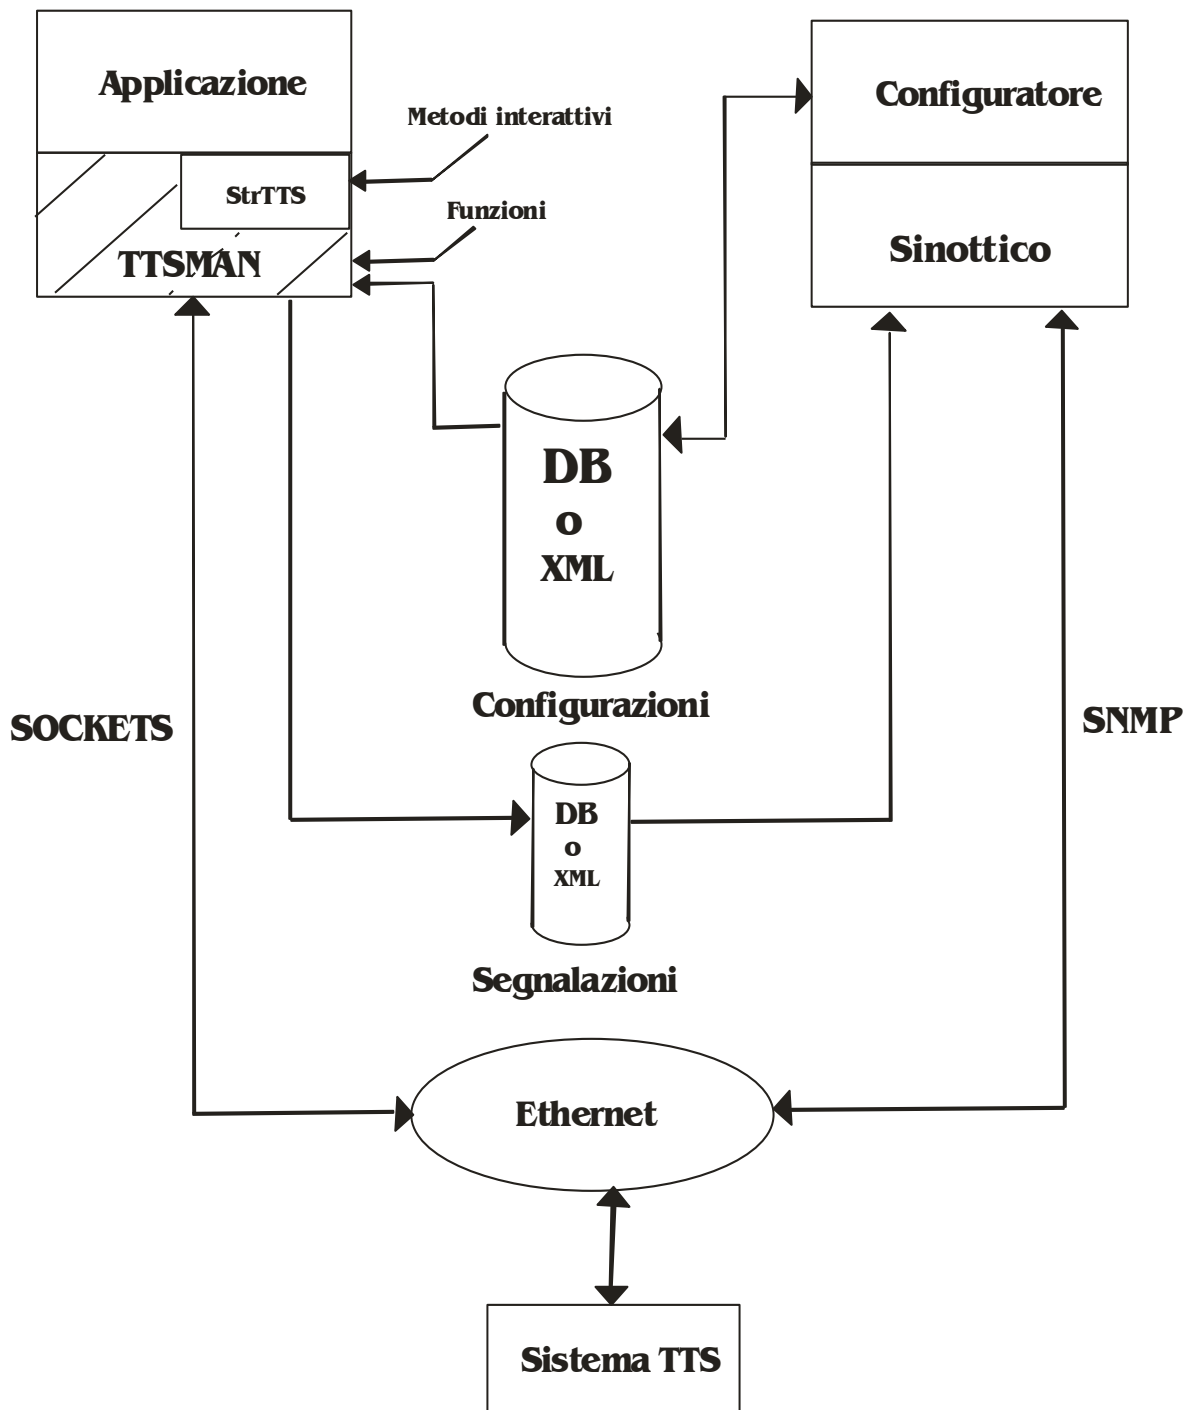 Applicazione
Configuratore
Metodi interattivi
StrTTS
Funzioni
TTSMAN
Sinottico
DB
o
XML
Configurazioni
SOCKETS
SNMP
DB
o
XML
Segnalazioni
Ethernet
Sistema TTS